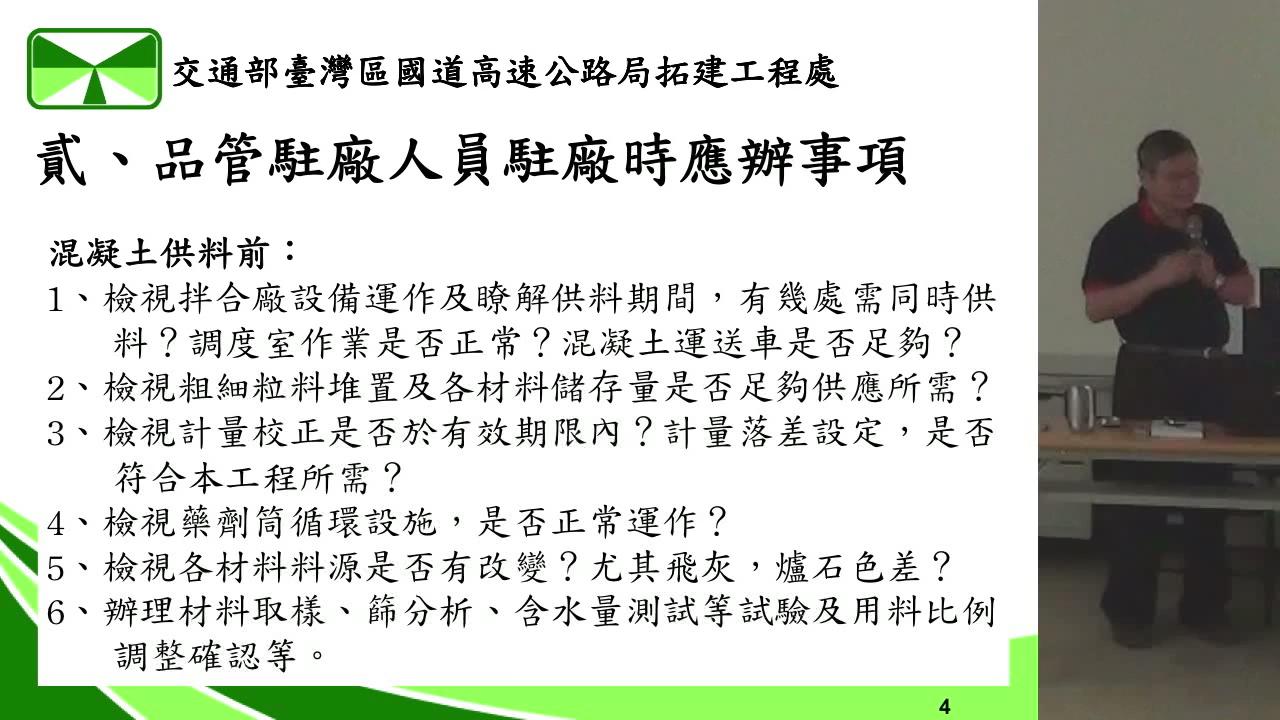 交通部臺灣區國道高速公路局拓建工程處
貳、品管駐廠人員駐廠時應辦事項
混凝土供料前：
1、檢視拌合廠設備運作及瞭解供料期間，有幾處需同時供
料？調度室作業是否正常？混凝土運送車是否足夠？
2、檢視粗細粒料堆置及各材料儲存量是否足夠供應所需？
3、檢視計量校正是否於有效期限內？計量落差設定，是否
符合本工程所需？
4、檢視藥劑筒循環設施，是否正常運作？
5、檢視各材料料源是否有改變？尤其飛灰，爐石色差？
6、辦理材料取樣、篩分析、含水量測試等試驗及用料比例
調整確認等。
4